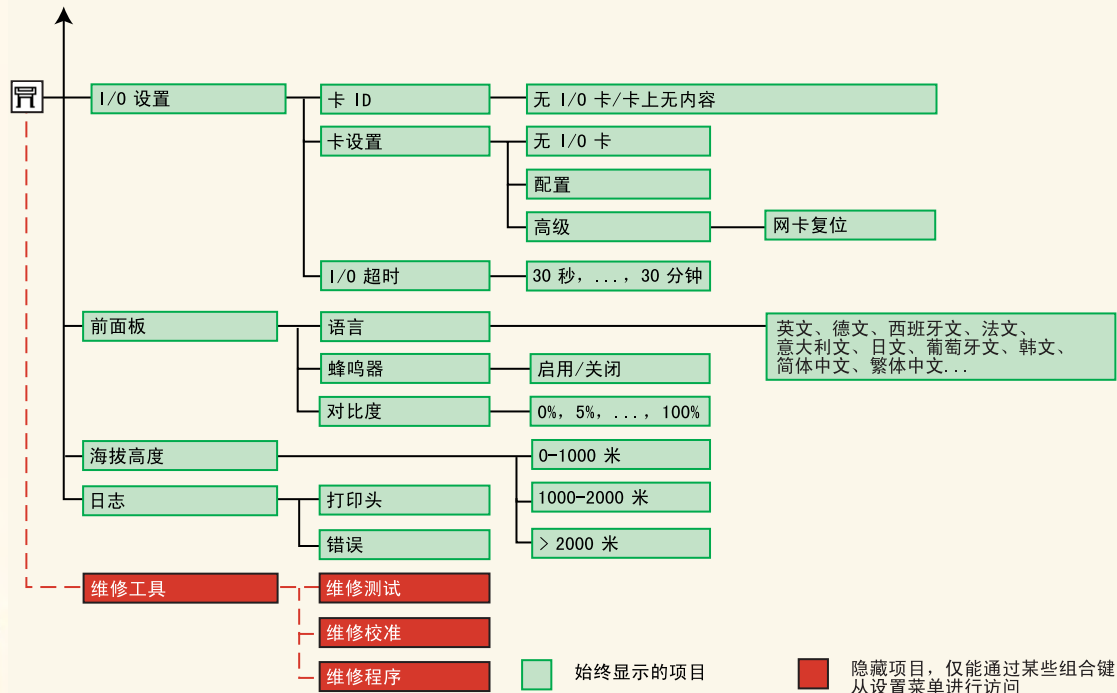 I/O 设置
卡 ID
无 I/O 卡/卡上无内容
卡设置
无 I/O 卡
配置
高级
网卡复位
I/O 超时
30 秒，...，30 分钟
前面板
语言
英文、德文、西班牙文、法文、
意大利文、日文、葡萄牙文、韩文、
简体中文、繁体中文...
蜂鸣器
启用/关闭
对比度
0%，5%，...，100%
海拔高度
0-1000 米
1000-2000 米
> 2000 米
日志
打印头
错误
维修工具
维修测试
维修校准
维修程序
始终显示的项目
隐藏项目，仅能通过某些组合键
从设置菜单进行访问